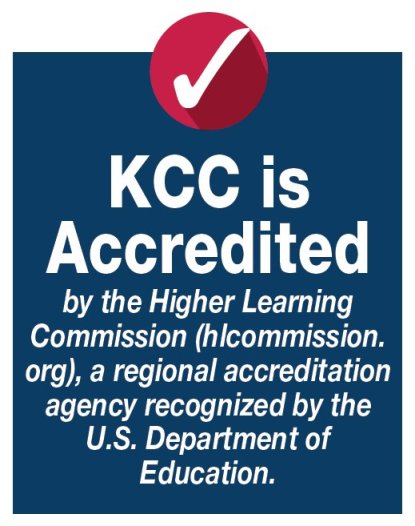 KCC is
Accredited
by the Higher Learning
Commission (hlcommission.
org), a regional accreditation
agency recognized by the
U.S. Department of
Education.